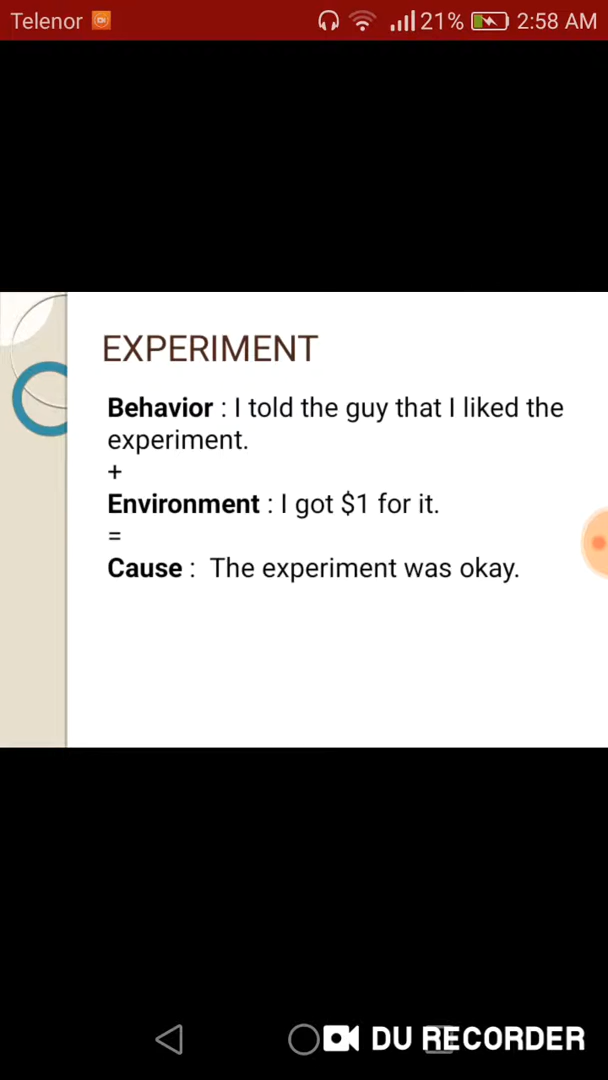 Telenor 21% 2:58 AM
EXPERIMENT
Behavior : I told the guy that I liked the
experiment.
+
Environment : I got $1 for it.
=
Cause : The experiment was okay.
DU RECORDER